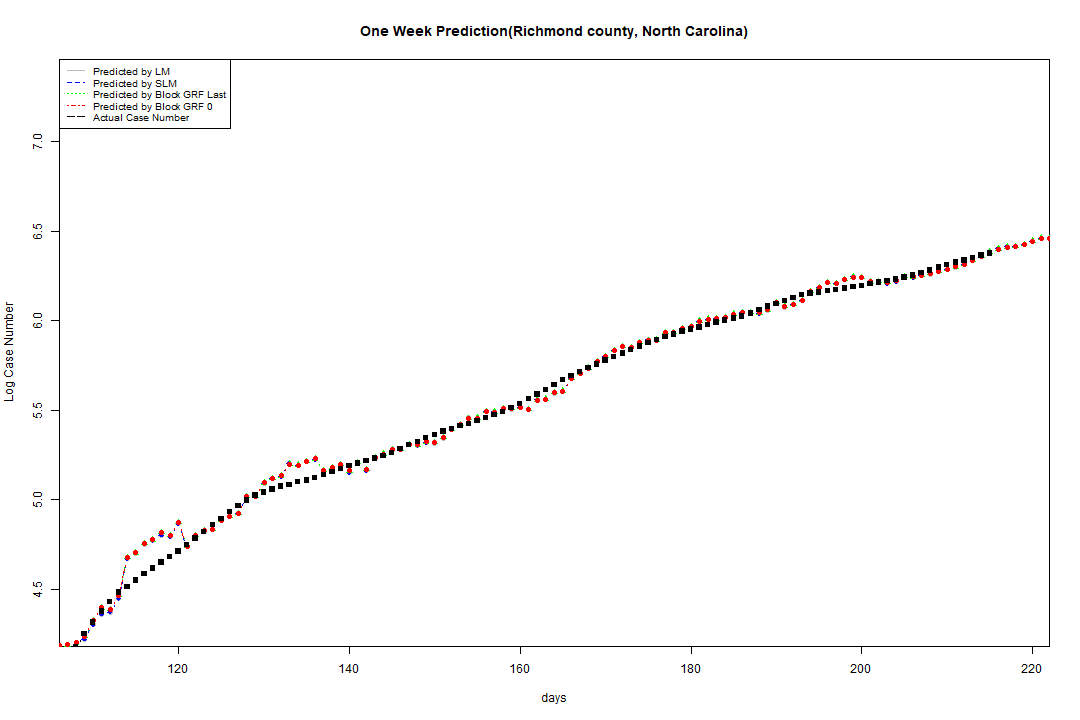 One Week Prediction(Richmond county, North Carolina)
Predicted by LM
Predicted by SLM
Predicted by Block GRF Last
Predicted by Block GRF 0
Actual Case Number
Log Case Number
7.0
6.5
6.0
5.5
5.0
4.5
120 140 160 180 200 220
days